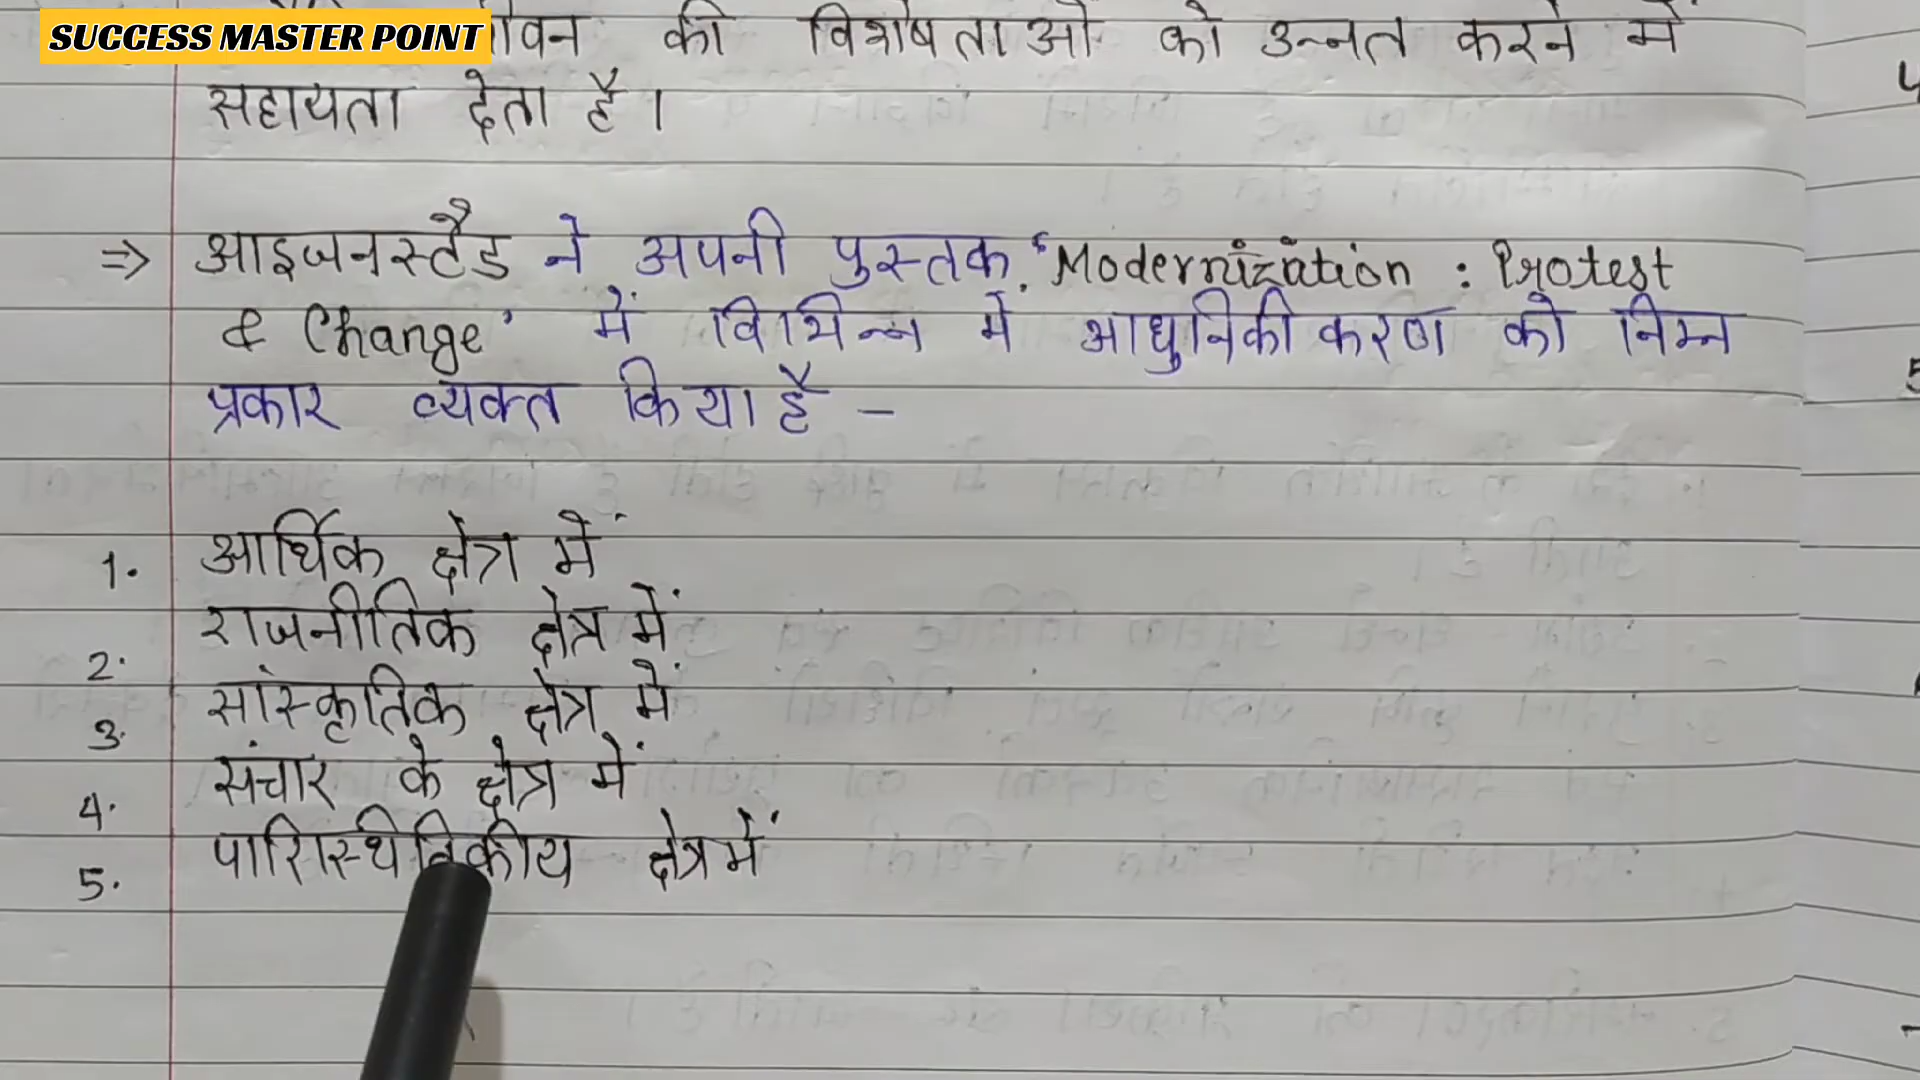 SUCCESS MASTER POINT
की विशेषताओं को उन्नत करने में
सहायता देता है।
⇒ आइजनस्टैड ने अपनी पुस्तक 'Modernization : Protest
& Change' में विभिन्न में आधुनिकीकरण को निम्न
प्रकार व्यक्त किया है –
1. आर्थिक क्षेत्र में
2. राजनीतिक क्षेत्र में
3. सांस्कृतिक क्षेत्र में
4. संचार के क्षेत्र में
5. पारिस्थितिकीय क्षेत्र में